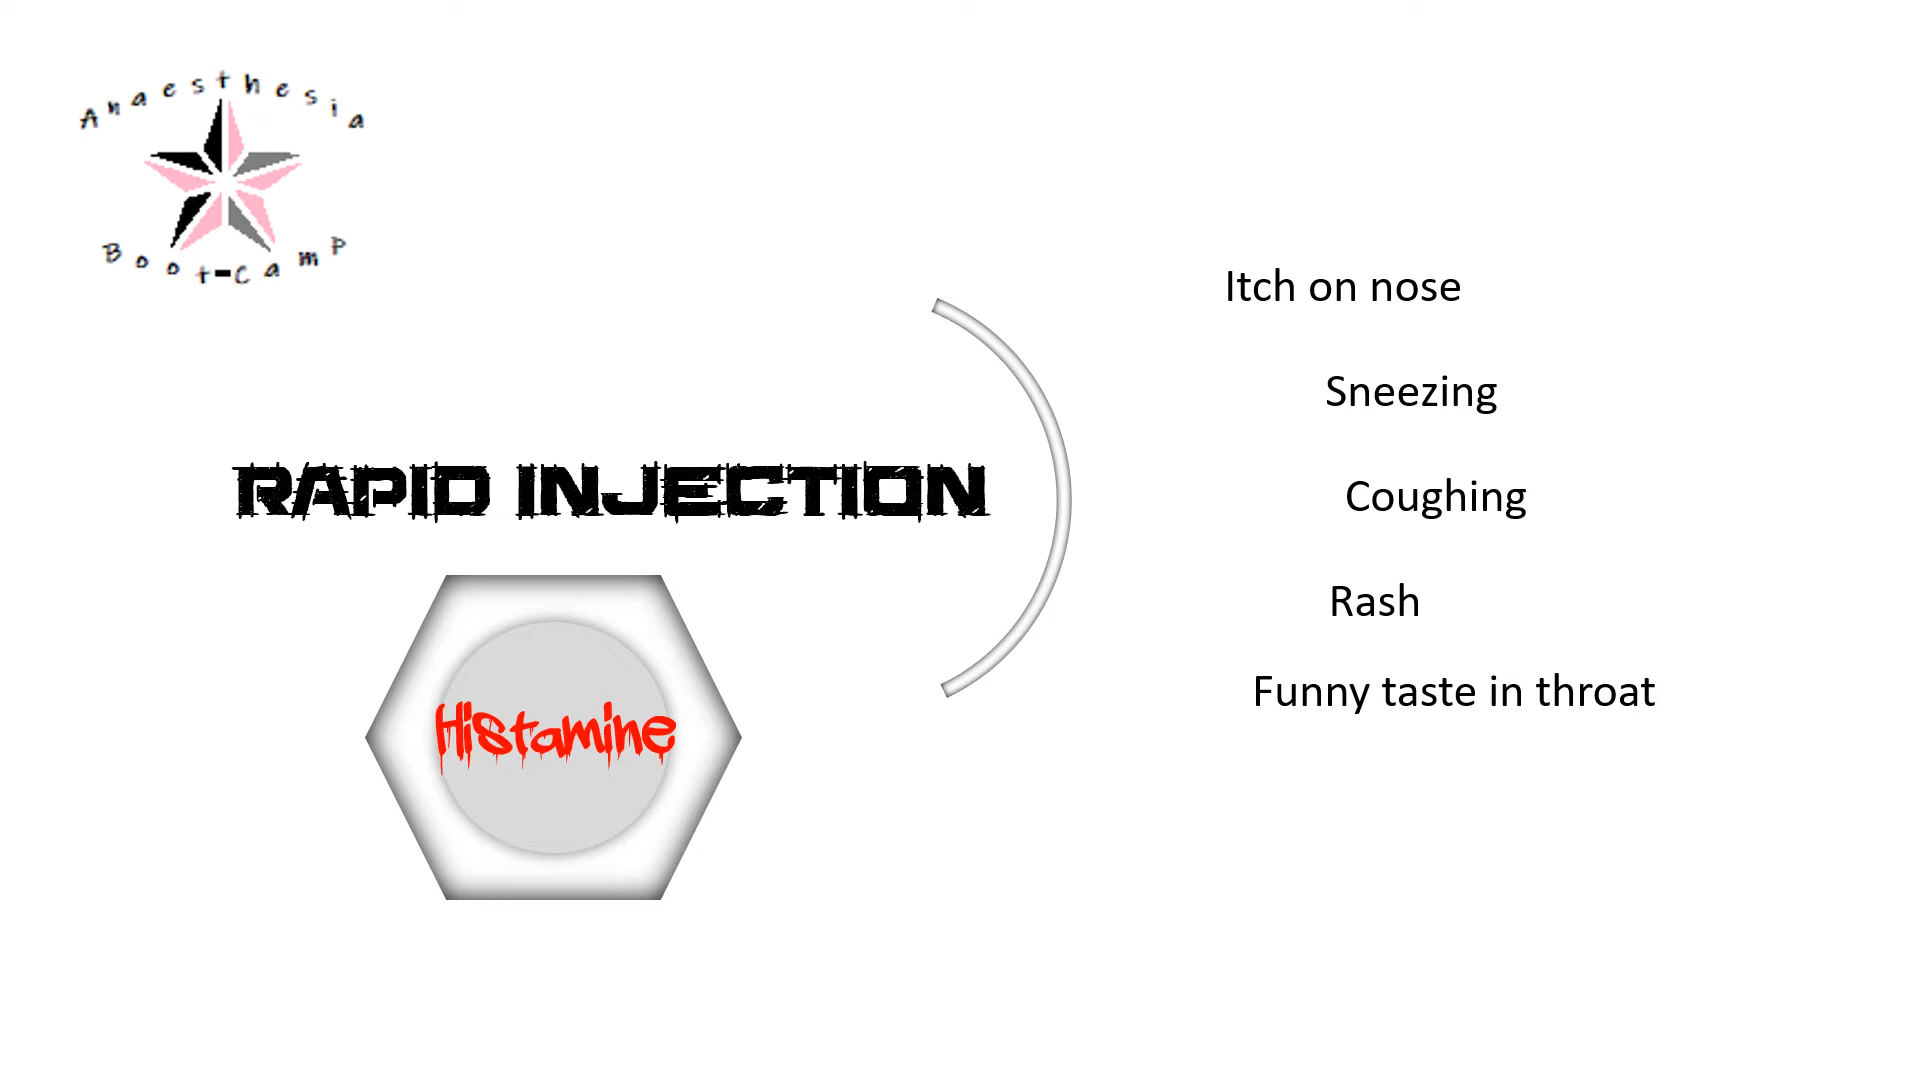 Anaesthesia
Boot-Camp
RAPID INJECTION
Histamine
Itch on nose
Sneezing
Coughing
Rash
Funny taste in throat